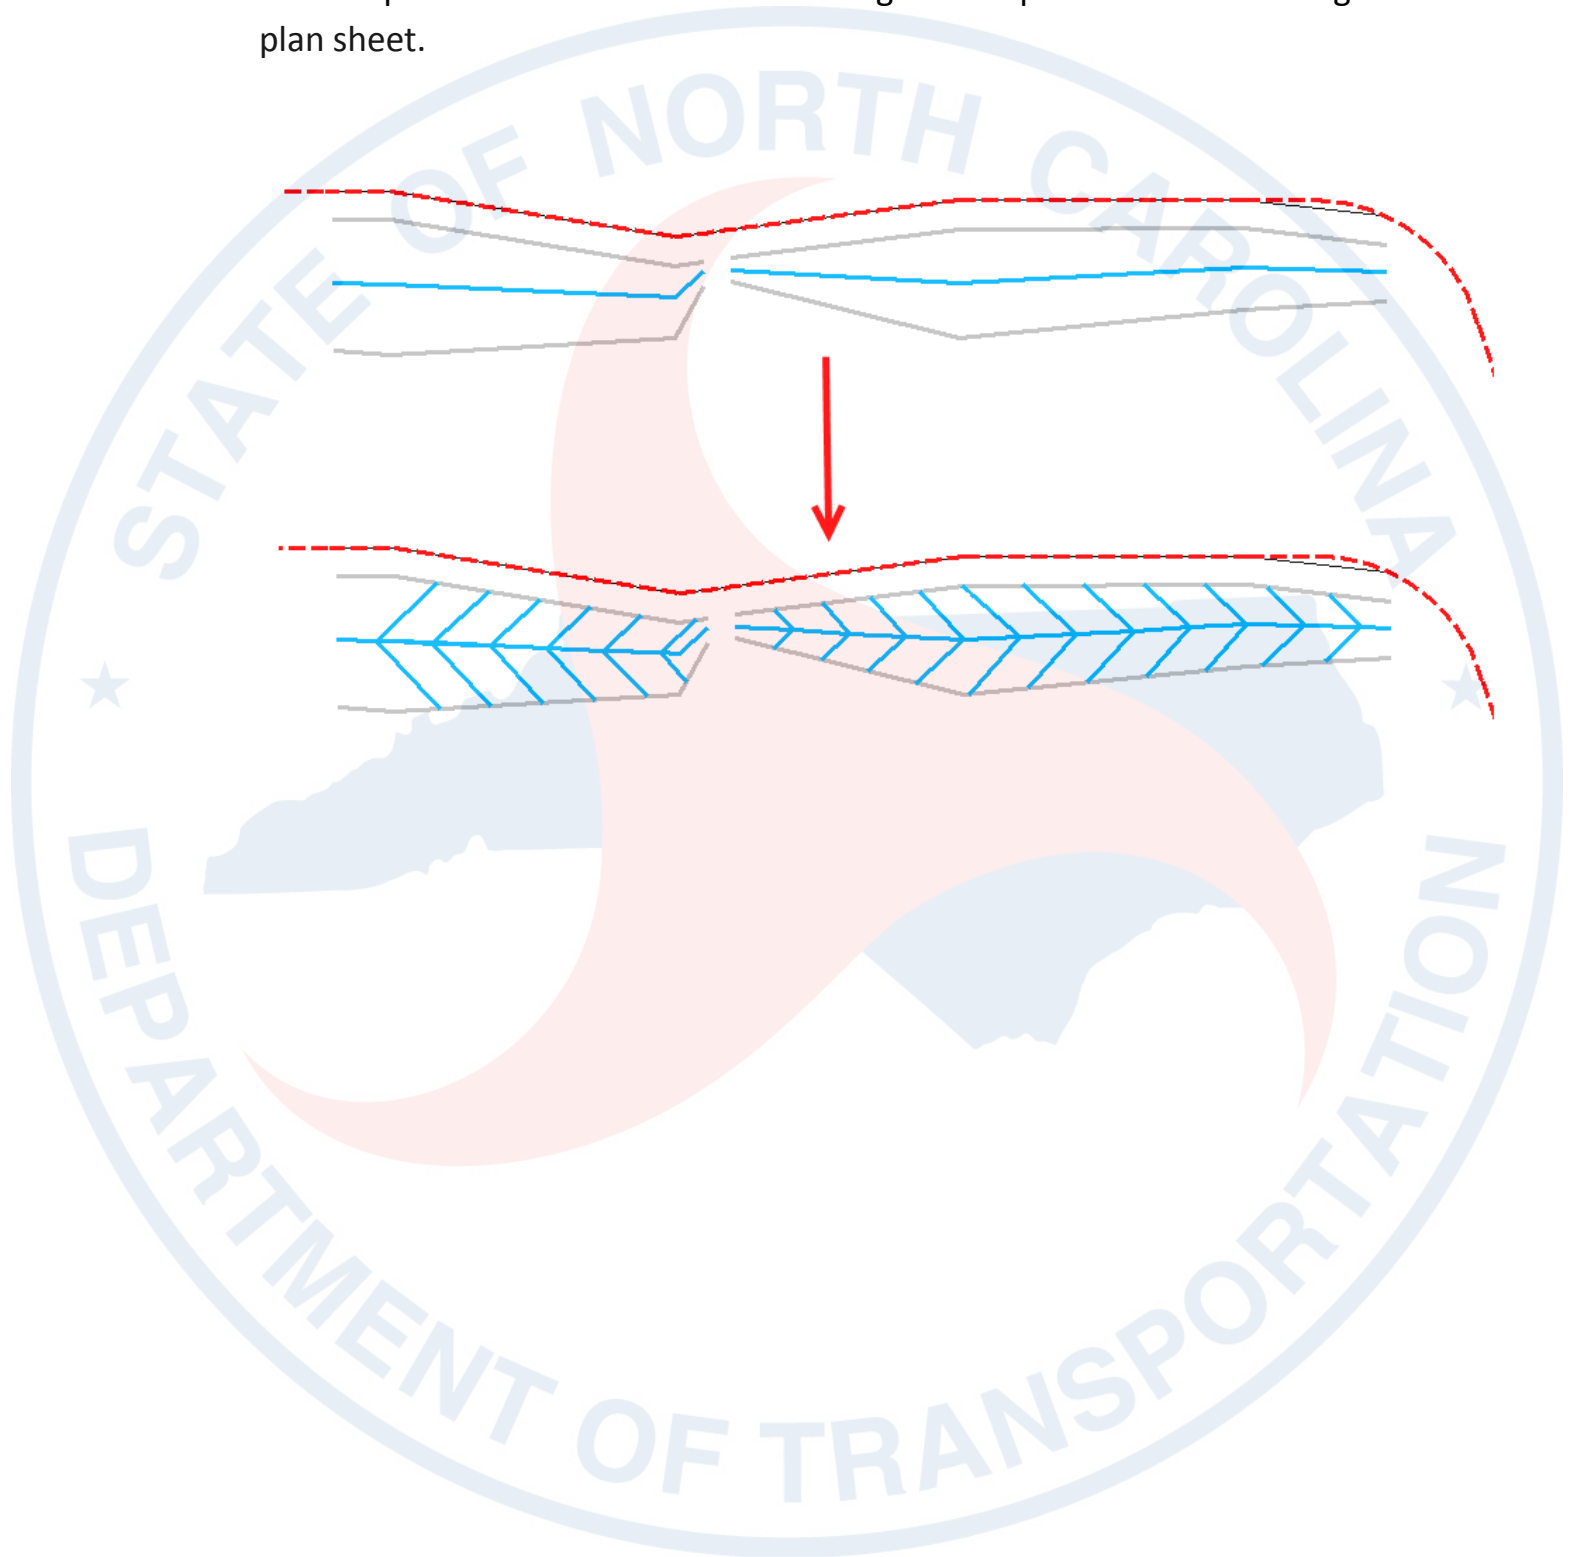 plan sheet.
STATE OF NORTH CAROLINA
DEPARTMENT OF TRANSPORTATION